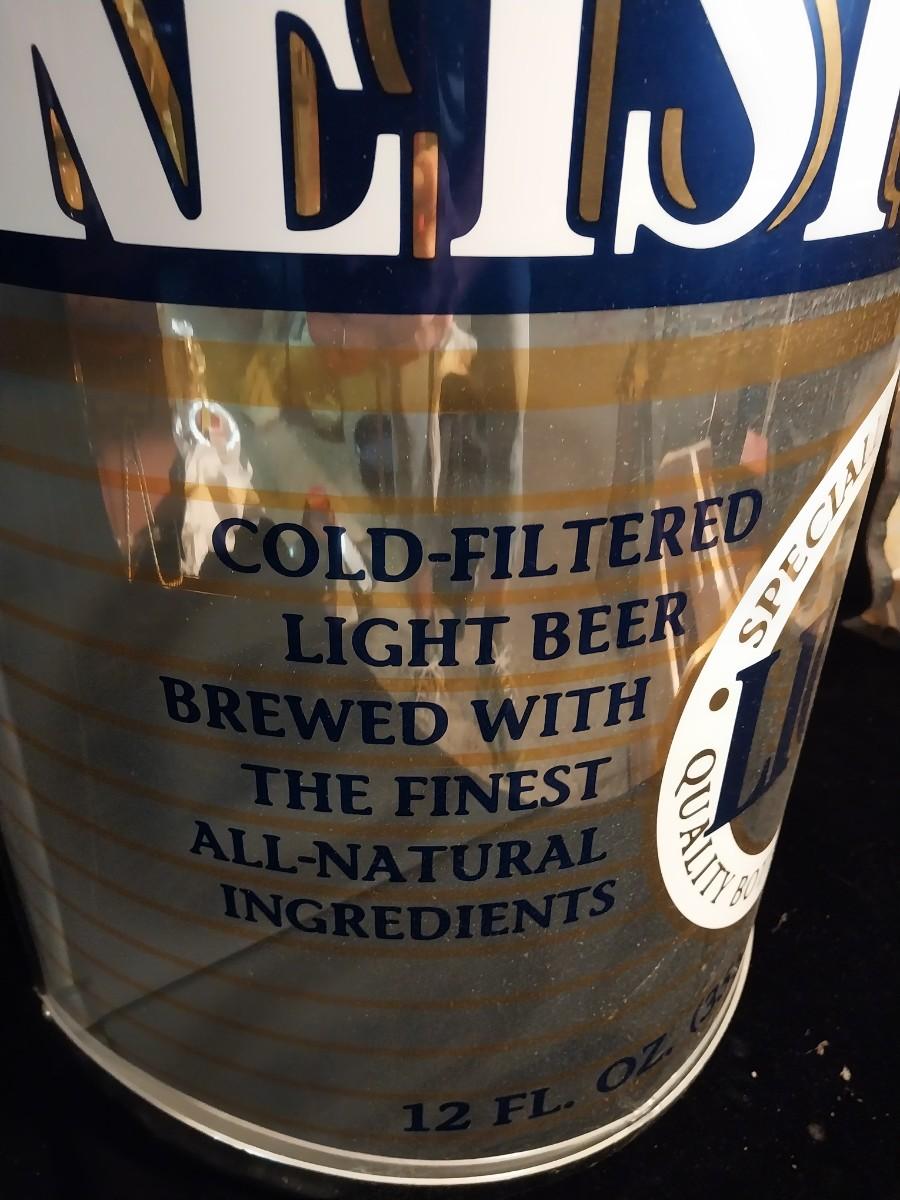 COLD-FILTERED
LIGHT BEER
BREWED WITH
THE FINEST
ALL-NATURAL
INGREDIENTS
SPECIAL
QUALITY
12 FL. OZ.